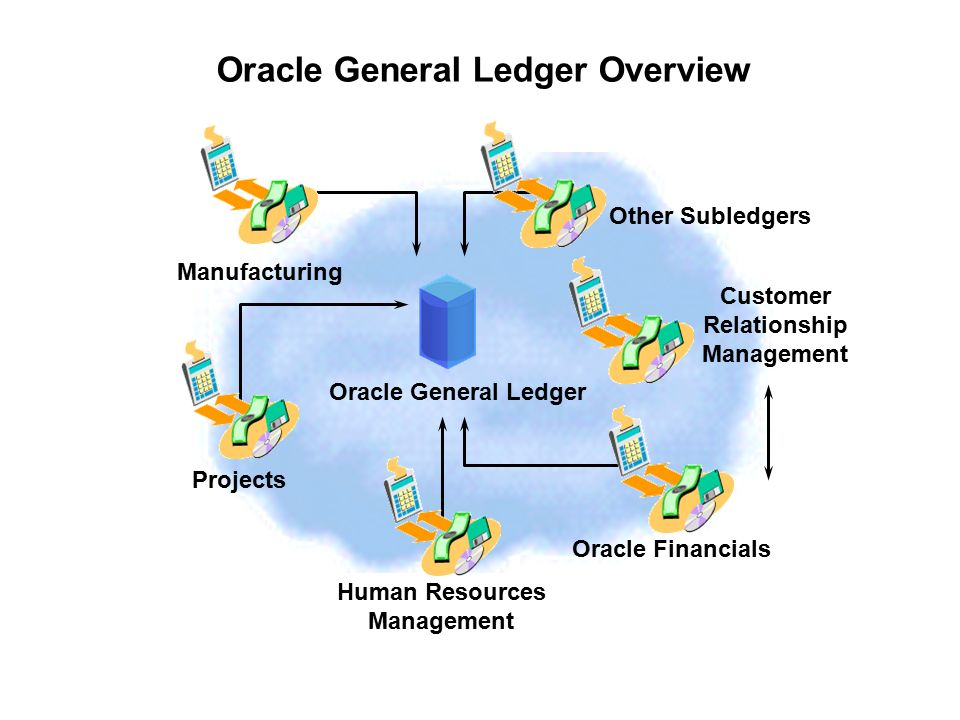 Oracle General Ledger Overview
Other Subledgers
Manufacturing
Customer
Relationship
Management
Oracle General Ledger
Projects
Oracle Financials
Human Resources
Management